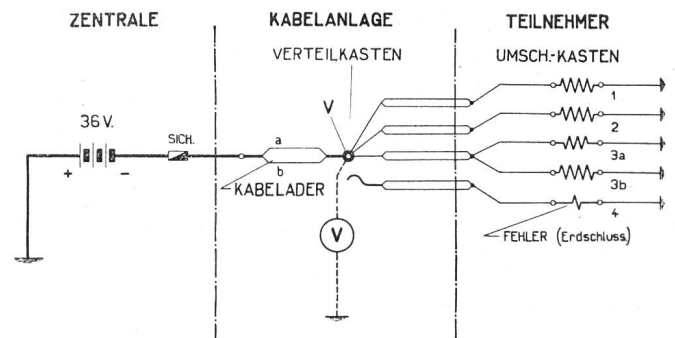 ZENTRALE
KABELANLAGE
TEILNEHMER
VERTEILKASTEN
UMSCH.-KASTEN
V
1
36 V.
SICH.
a
2
3a
b
+
-
KABELADER
3b
4
V
FEHLER (Erdschluss)